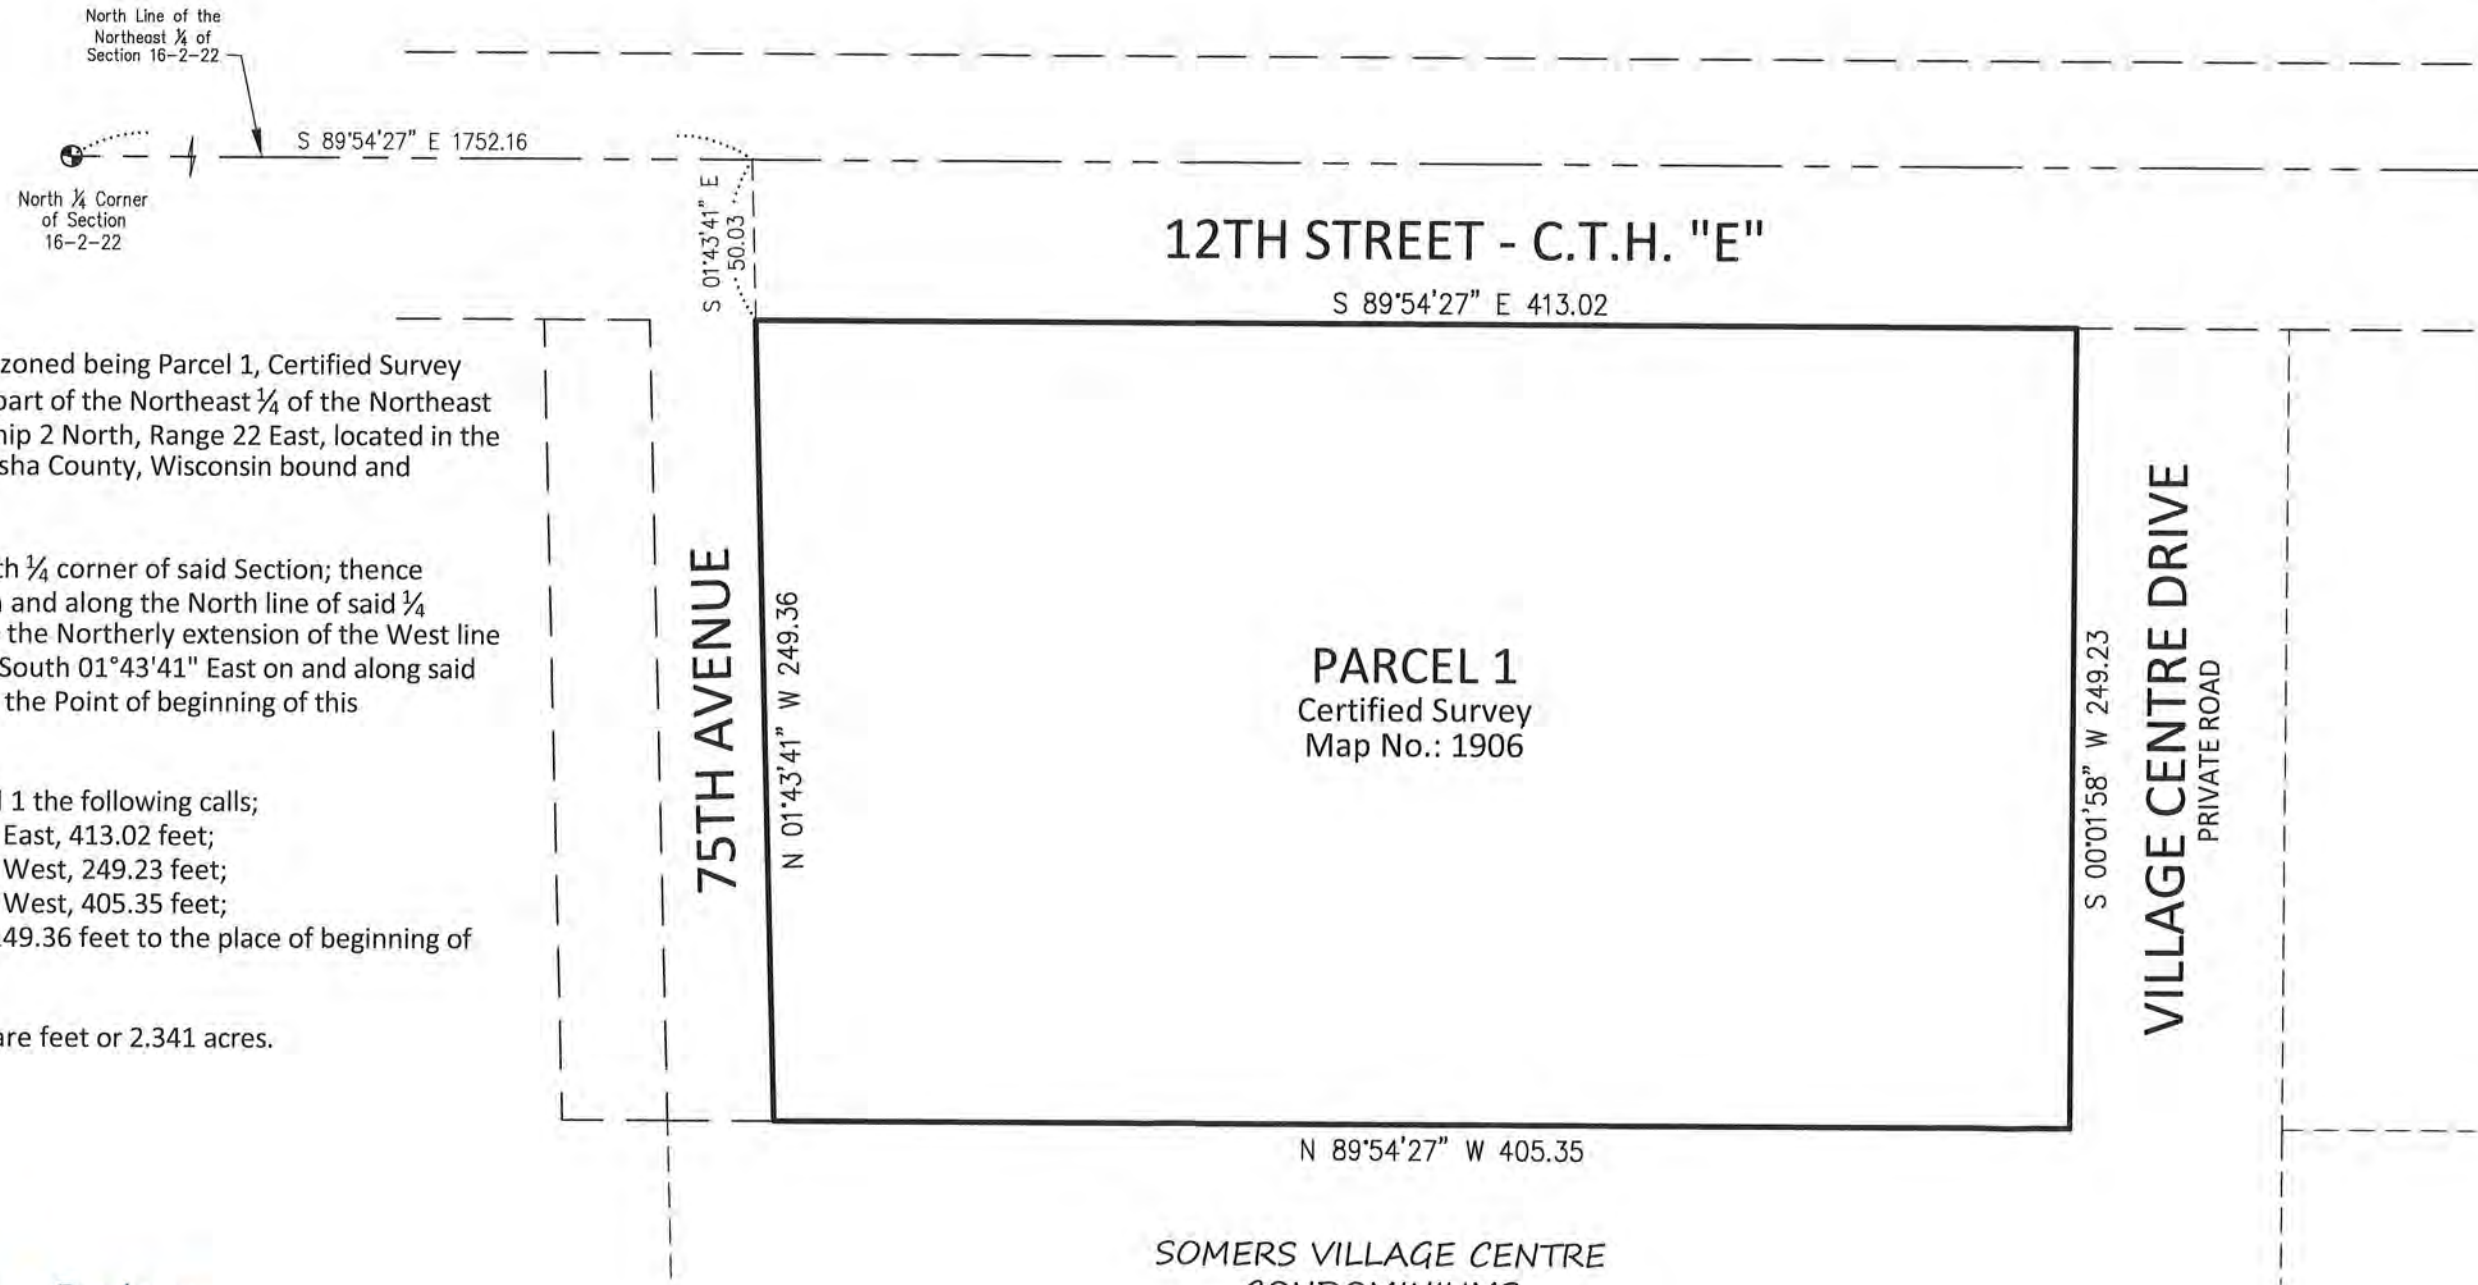 North Line of the
Northeast ¼ of
Section 16-2-22
S 89°54'27" E 1752.16
North ¼ Corner
of Section
16-2-22
S 01°43'41" E
50.03
12TH STREET - C.T.H. "E"
S 89°54'27" E 413.02
zoned being Parcel 1, Certified Survey
part of the Northeast ¼ of the Northeast
hip 2 North, Range 22 East, located in the
sha County, Wisconsin bound and
th ¼ corner of said Section; thence
and along the North line of said ¼
the Northerly extension of the West line
South 01°43'41" East on and along said
the Point of beginning of this
1 the following calls;
East, 413.02 feet;
West, 249.23 feet;
West, 405.35 feet;
49.36 feet to the place of beginning of
are feet or 2.341 acres.
75TH AVENUE
N 01°43'41" W 249.36
PARCEL 1
Certified Survey
Map No.: 1906
S 00°01'58" W 249.23
VILLAGE CENTRE DRIVE
PRIVATE ROAD
N 89°54'27" W 405.35
SOMERS VILLAGE CENTRE
CONDOMINIUMS